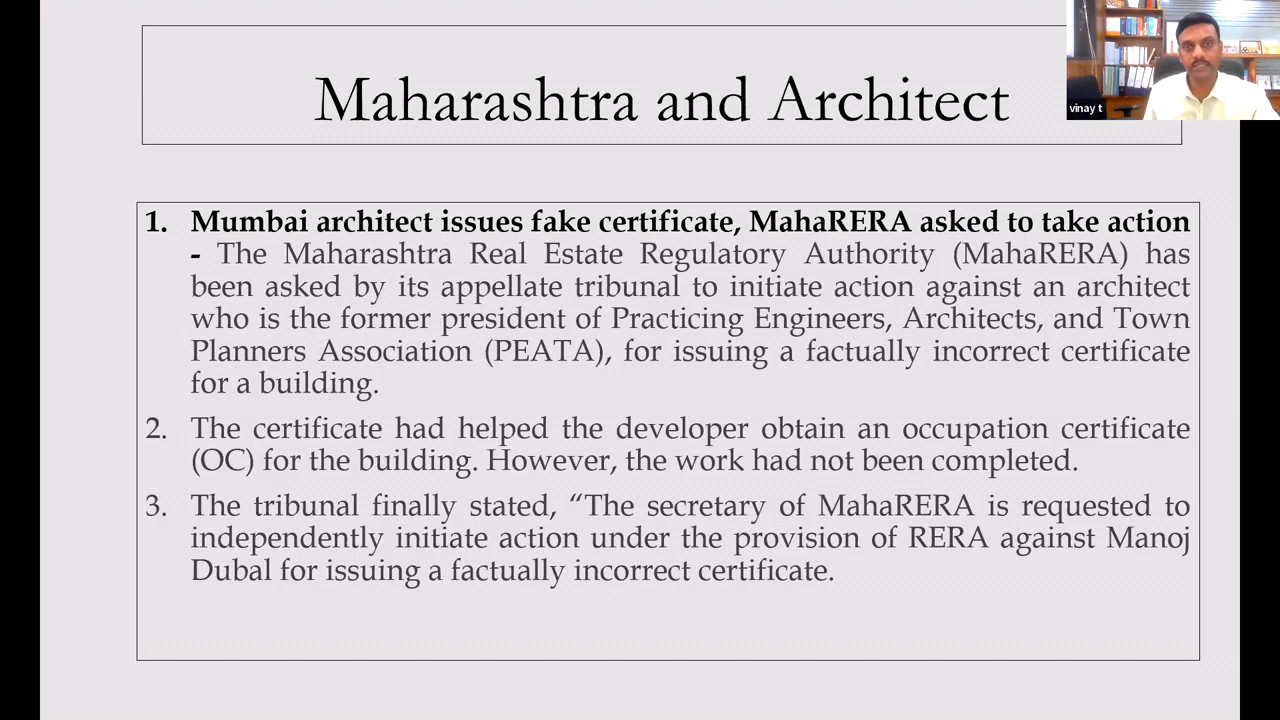 Maharashtra and Architect
vinay t
1. Mumbai architect issues fake certificate, MahaRERA asked to take action
- The Maharashtra Real Estate Regulatory Authority (MahaRERA) has
been asked by its appellate tribunal to initiate action against an architect
who is the former president of Practicing Engineers, Architects, and Town
Planners Association (PEATA), for issuing a factually incorrect certificate
for a building.
2. The certificate had helped the developer obtain an occupation certificate
(OC) for the building. However, the work had not been completed.
3. The tribunal finally stated, “The secretary of MahaRERA is requested to
independently initiate action under the provision of RERA against Manoj
Dubal for issuing a factually incorrect certificate.